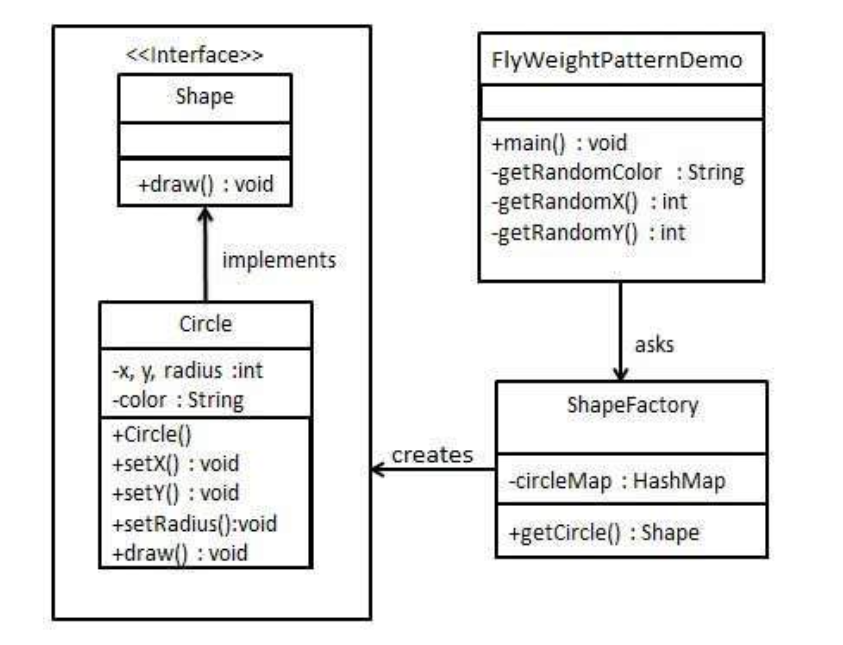 <<Interface>>
Shape
+draw() : void
implements
Circle
-x, y, radius :int
-color : String
+Circle()
+setX() : void
+setY() : void
+setRadius():void
+draw() : void
FlyWeightPatternDemo
+main() : void
-getRandomColor : String
-getRandomX() : int
-getRandomY() : int
asks
ShapeFactory
-circleMap : HashMap
+getCircle() : Shape
creates